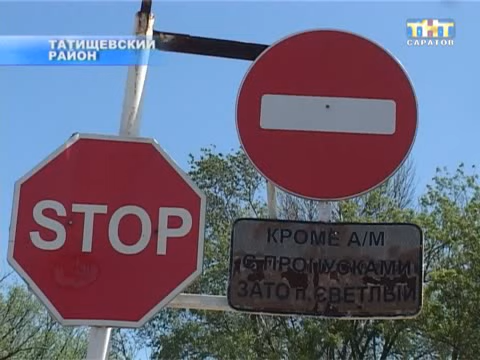 ТАТИЩЕВСКИЙ
РАЙОН
ТНТ
САРАТОВ
STOP
КРОМЕ А/М
С ПРОПУСКАМИ
ЗАТО п. СВЕТЛЫЙ